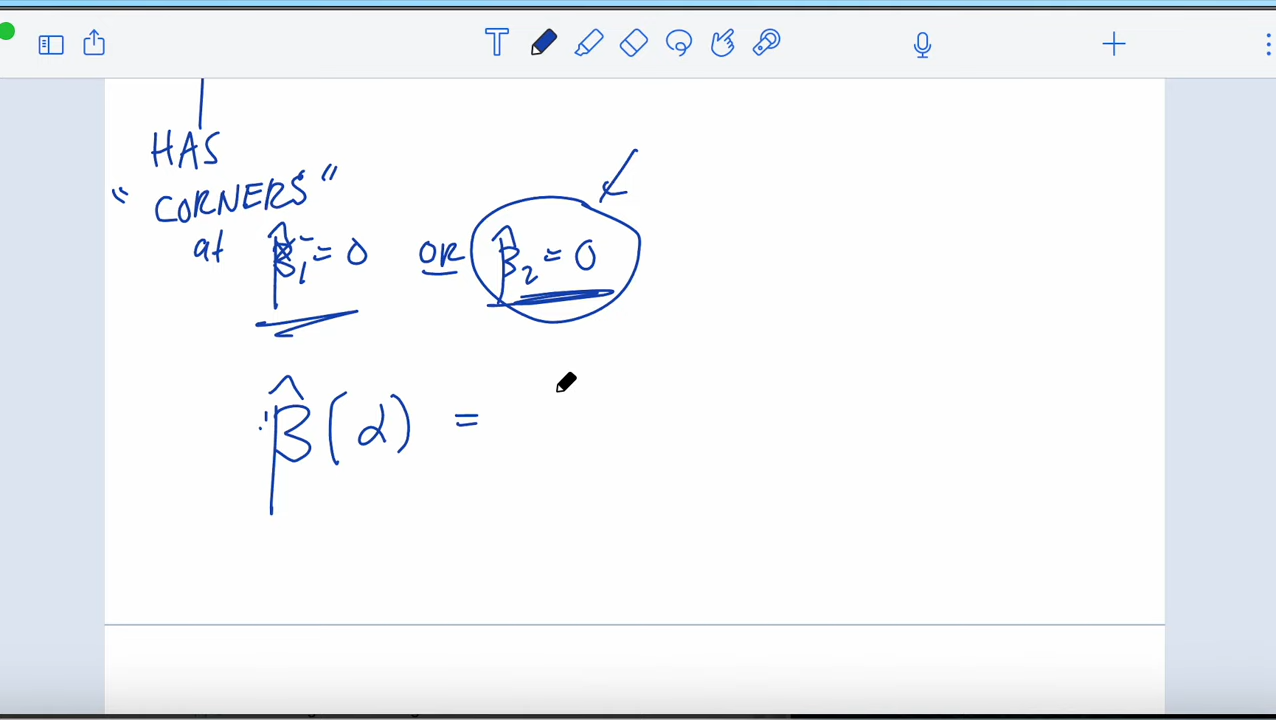 HAS
"CORNERS"
at β̂₁ = 0 OR β̂₂ = 0
β̂(α) =